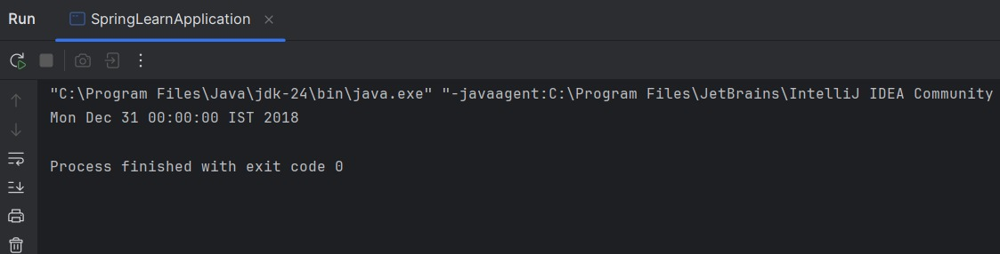 Run SpringLearnApplication
"C:\Program Files\Java\jdk-24\bin\java.exe" "-javaagent:C:\Program Files\JetBrains\IntelliJ IDEA Community
Mon Dec 31 00:00:00 IST 2018
Process finished with exit code 0